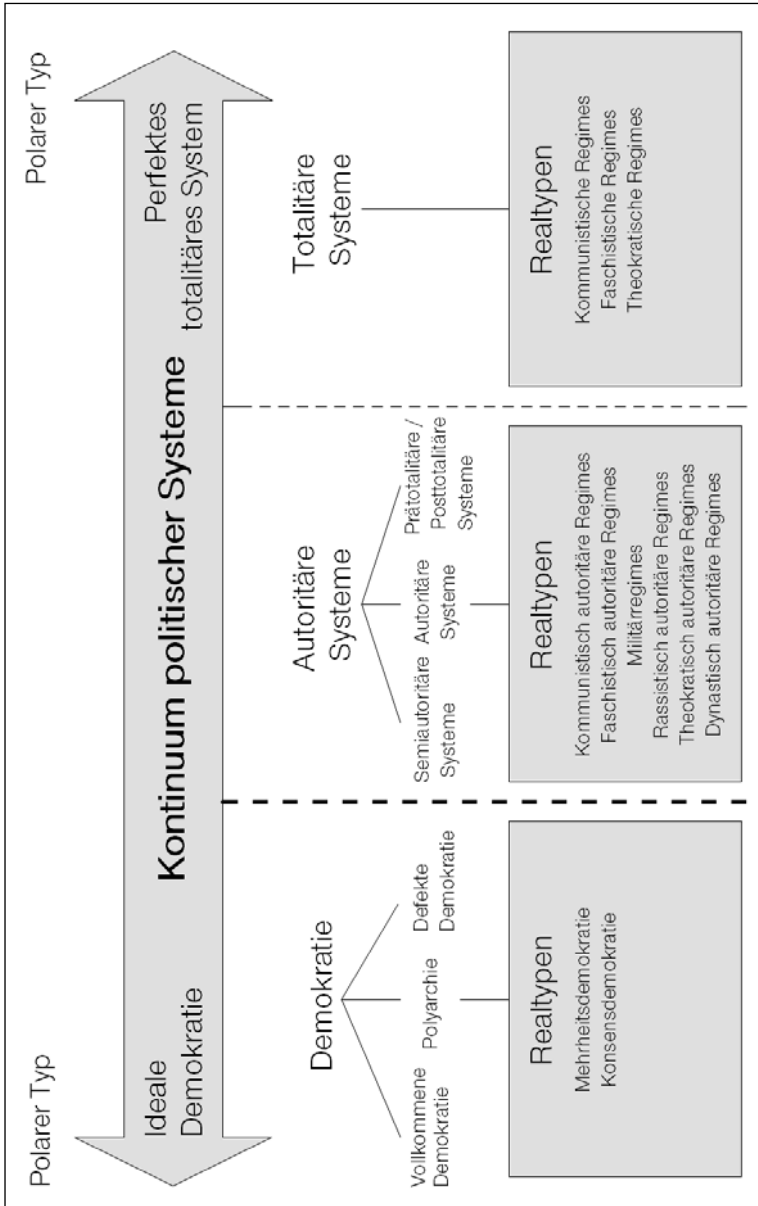 Polarer Typ
Polarer Typ
Ideale
Demokratie
Kontinuum politischer Systeme
Perfektes
totalitäres System
Demokratie
Vollkommene
Demokratie
Polyarchie
Defekte
Demokratie
Realtypen
Mehrheitsdemokratie
Konsensdemokratie
Autoritäre
Systeme
Semiautoritäre
Systeme
Autoritäre
Systeme
Prätotalitäre /
Posttotalitäre
Systeme
Realtypen
Kommunistisch autoritäre Regimes
Faschistisch autoritäre Regimes
Militärregimes
Rassistisch autoritäre Regimes
Theokratisch autoritäre Regimes
Dynastisch autoritäre Regimes
Totalitäre
Systeme
Realtypen
Kommunistische Regimes
Faschistische Regimes
Theokratische Regimes